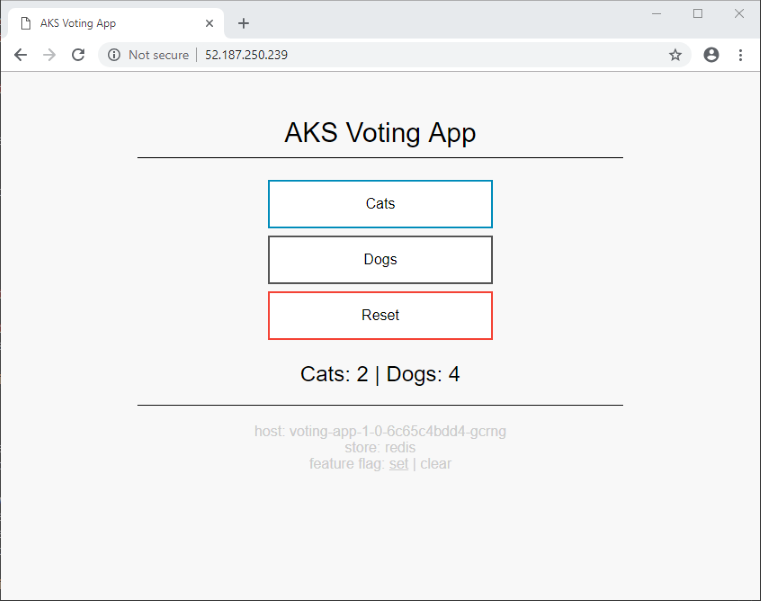 AKS Voting App
Not secure | 52.187.250.239
AKS Voting App
Cats
Dogs
Reset
Cats: 2 | Dogs: 4
host: voting-app-1-0-6c65c4bdd4-gcrng
store: redis
feature flag: set | clear